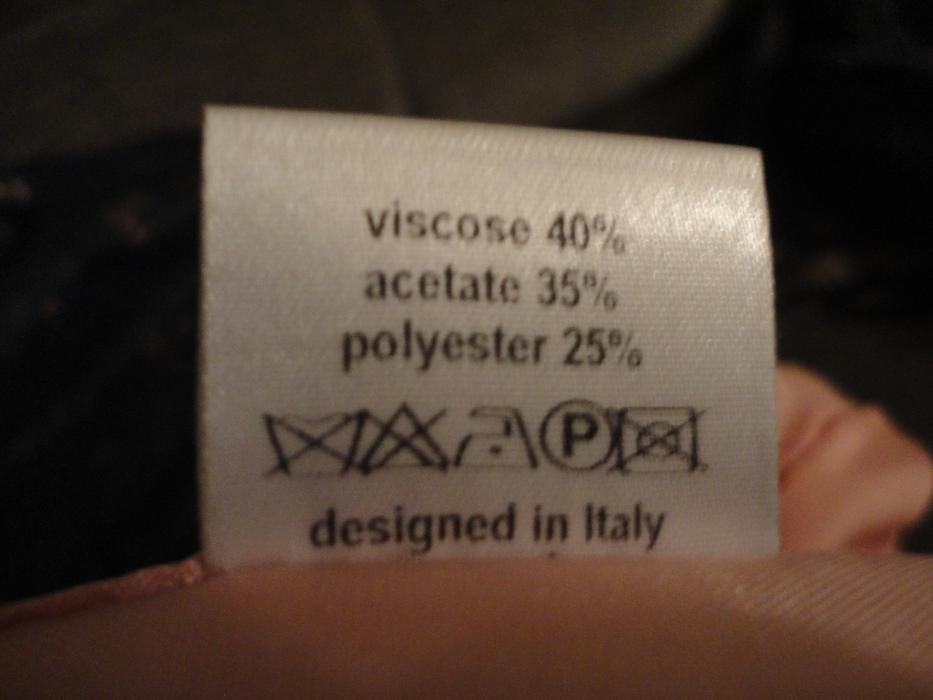 viscose 40%
acetate 35%
polyester 25%
P
designed in Italy